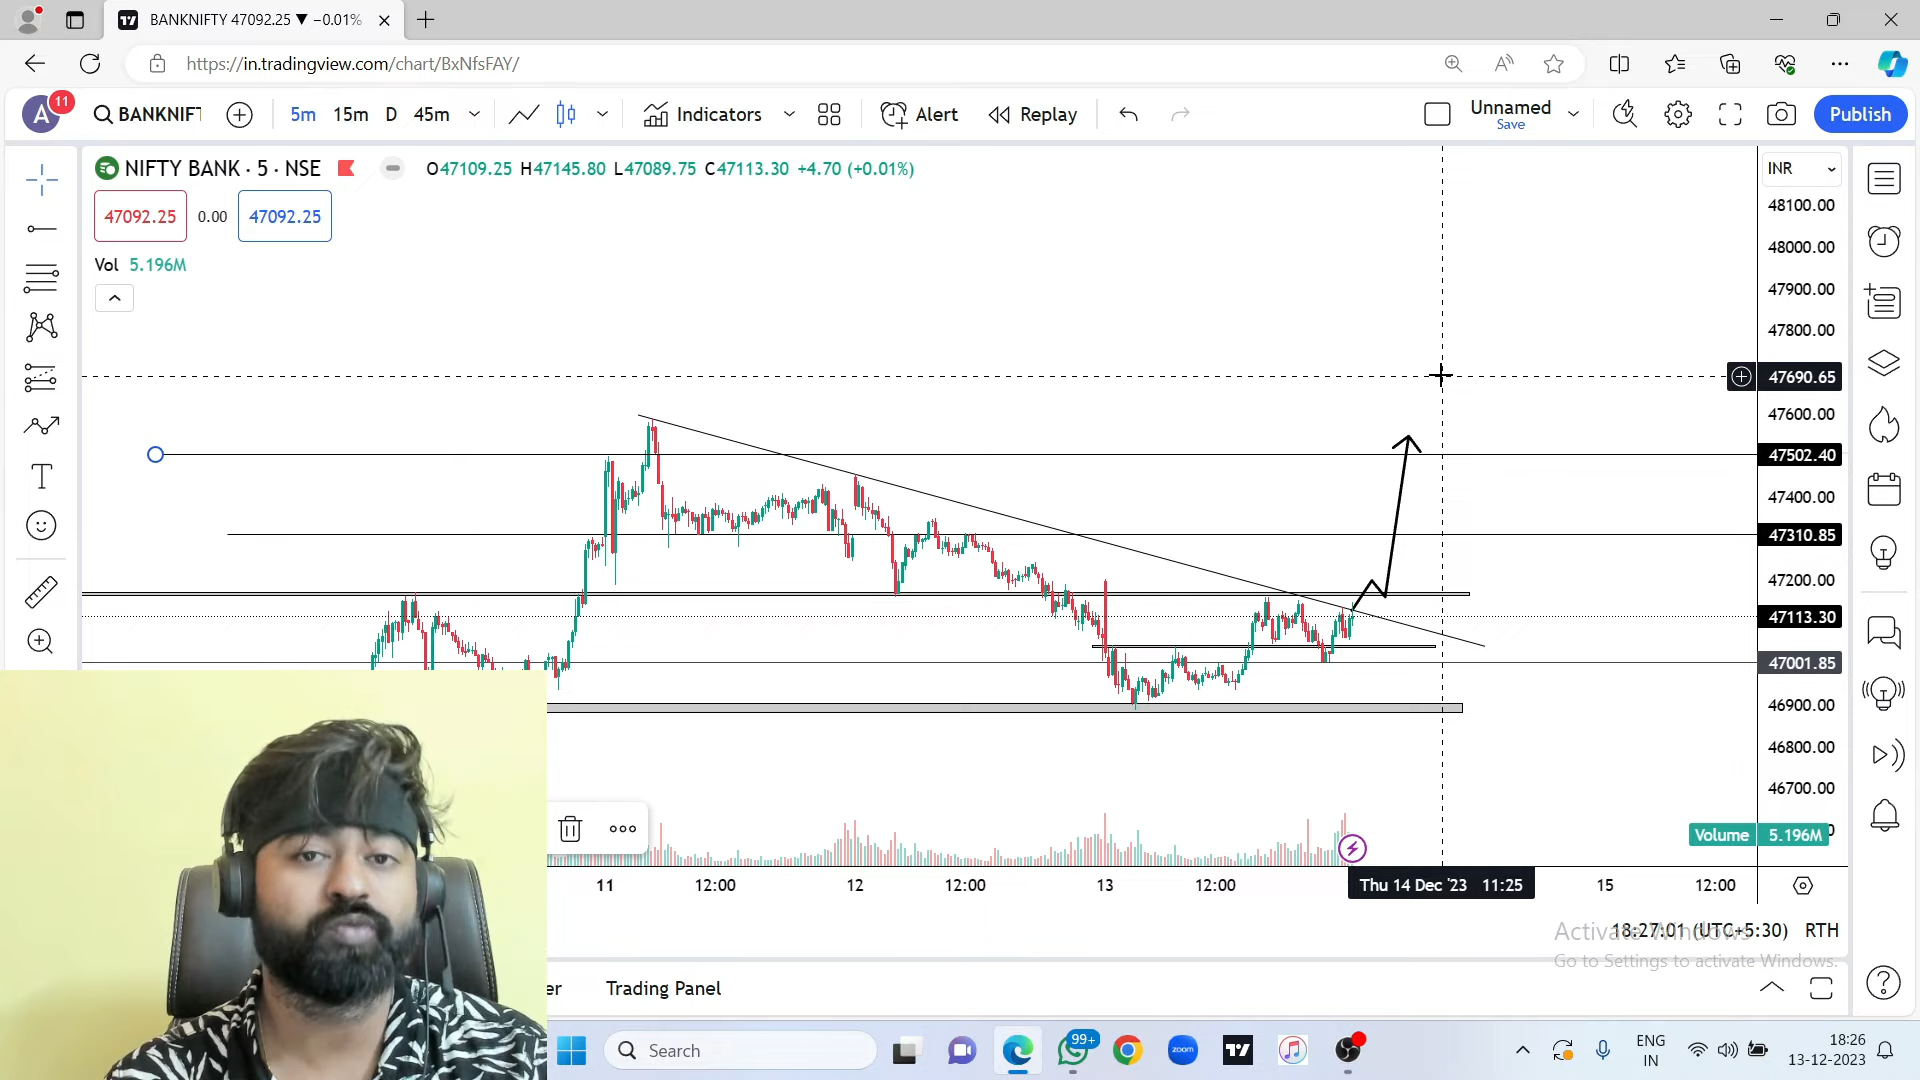 BANKNIFTY 47092.25 ▼ −0.01%
https://in.tradingview.com/chart/BxNfsFAY/
A 11 BANKNIFT 5m 15m D 45m Indicators Alert Replay Unnamed Save Publish
NIFTY BANK · 5 · NSE O47109.25 H47145.80 L47089.75 C47113.30 +4.70 (+0.01%) INR
47092.25 0.00 47092.25
Vol 5.196M
48100.00
48000.00
47900.00
47800.00
47690.65
47600.00
47502.40
47400.00
47310.85
47200.00
47113.30
47001.85
46900.00
46800.00
46700.00
Volume 5.196M
11 12:00 12 12:00 13 12:00 Thu 14 Dec '23 11:25 15 12:00
18:27:01 (UTC+5:30) RTH
Activate Windows
Go to Settings to activate Windows.
er Trading Panel
Search 99+ zoom ENG IN 18:26
13-12-2023